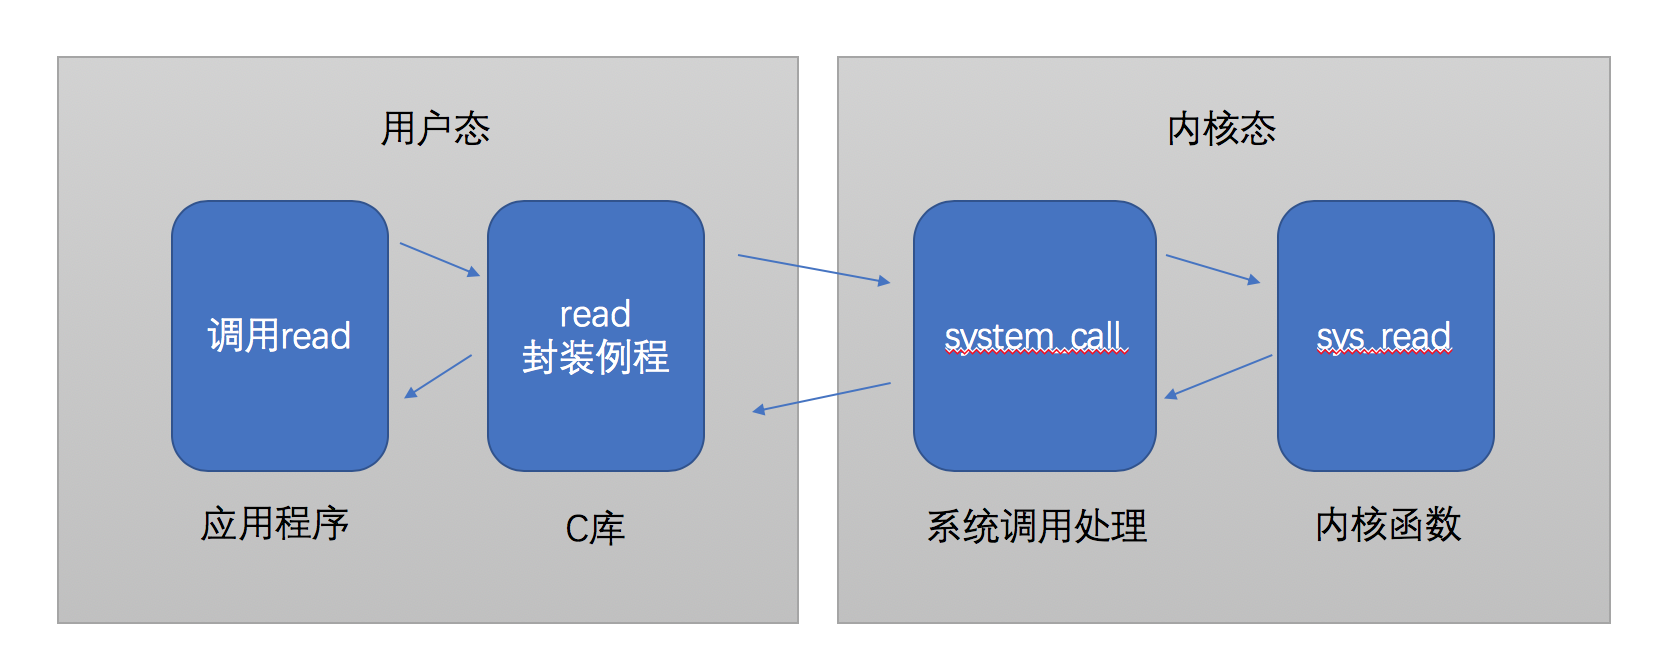 用户态
内核态
调用read
read
封装例程
system_call
sys_read
应用程序
C库
系统调用处理
内核函数